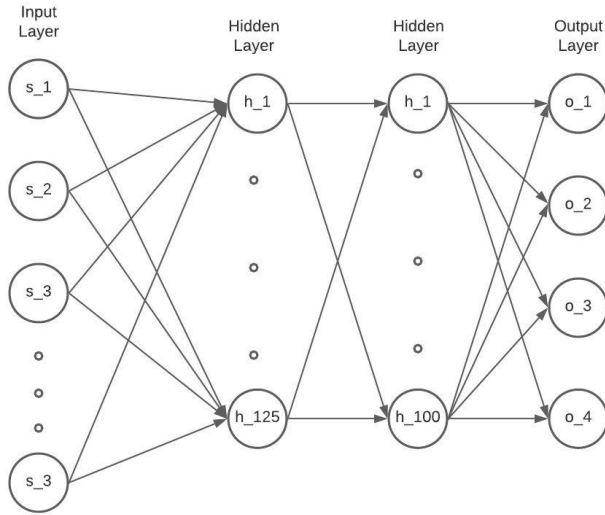 Input
Layer
Hidden
Layer
Hidden
Layer
Output
Layer
s_1
s_2
s_3
s_3
h_1
h_125
h_1
h_100
o_1
o_2
o_3
o_4